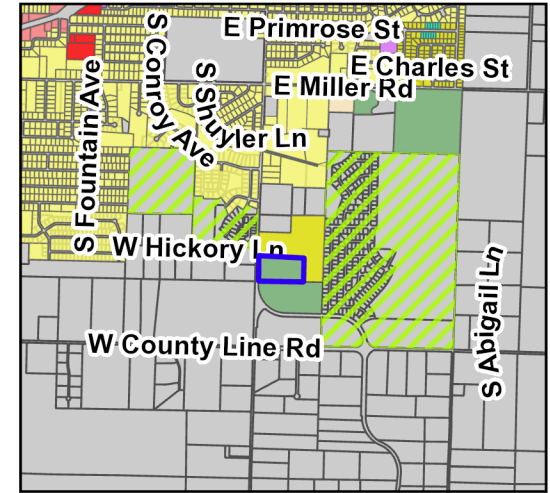 E Primrose St
E Charles St
E Miller Rd
S Conroy Ave
S Shuyler Ln
S Fountain Ave
W Hickory Ln
S Abigail Ln
W County Line Rd